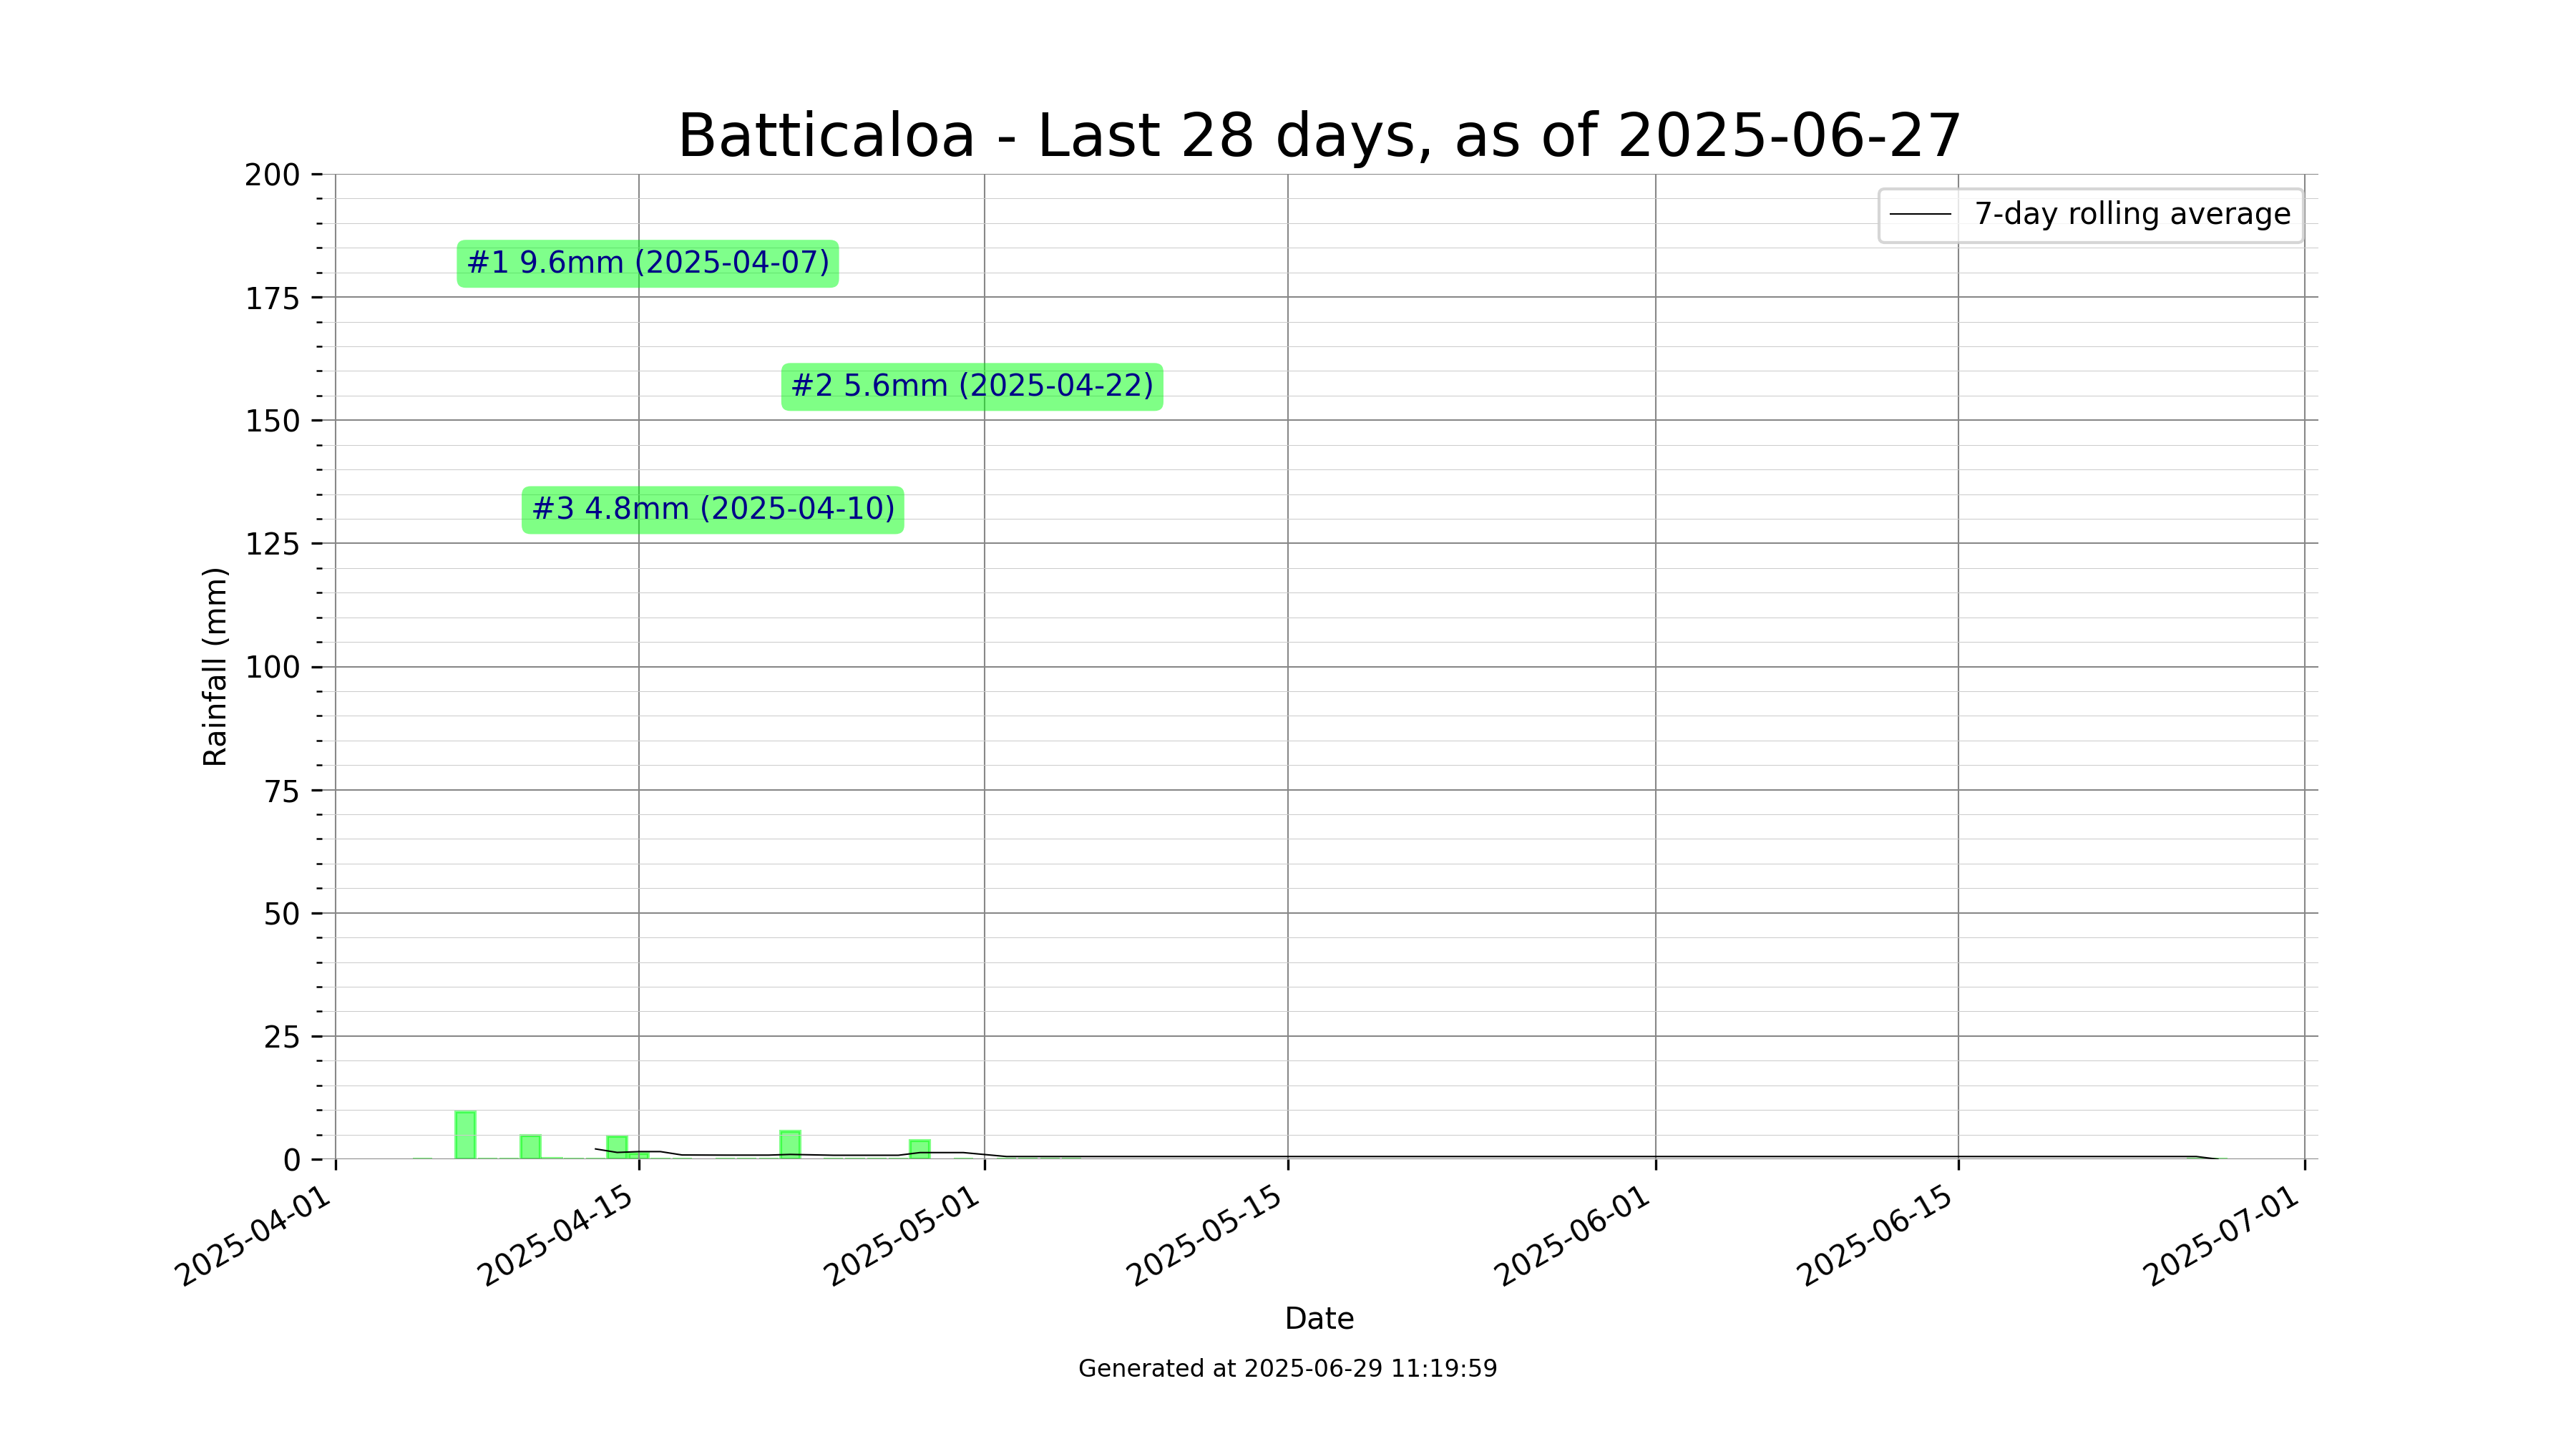 Batticaloa - Last 28 days, as of 2025-06-27
200
175
150
125
100
75
50
25
0
Rainfall (mm)
7-day rolling average
#1 9.6mm (2025-04-07)
#2 5.6mm (2025-04-22)
#3 4.8mm (2025-04-10)
2025-04-01
2025-04-15
2025-05-01
2025-05-15
2025-06-01
2025-06-15
2025-07-01
Date
Generated at 2025-06-29 11:19:59